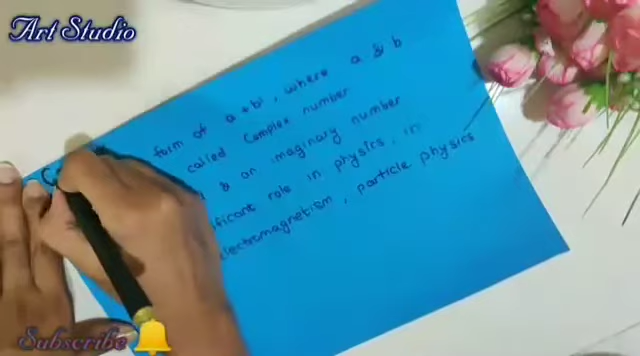 Art Studio
form of a+bi, where a & b
called Complex number
& an imaginary number
ificant role in physics, in
electromagnetism, particle physics
Subscribe